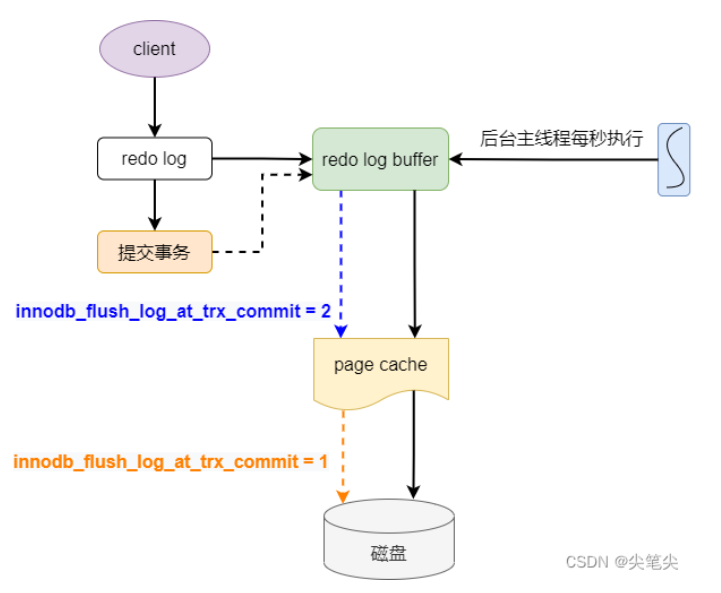 client
redo log
redo log buffer
后台主线程每秒执行
提交事务
innodb_flush_log_at_trx_commit = 2
page cache
innodb_flush_log_at_trx_commit = 1
磁盘
CSDN @尖笔尖